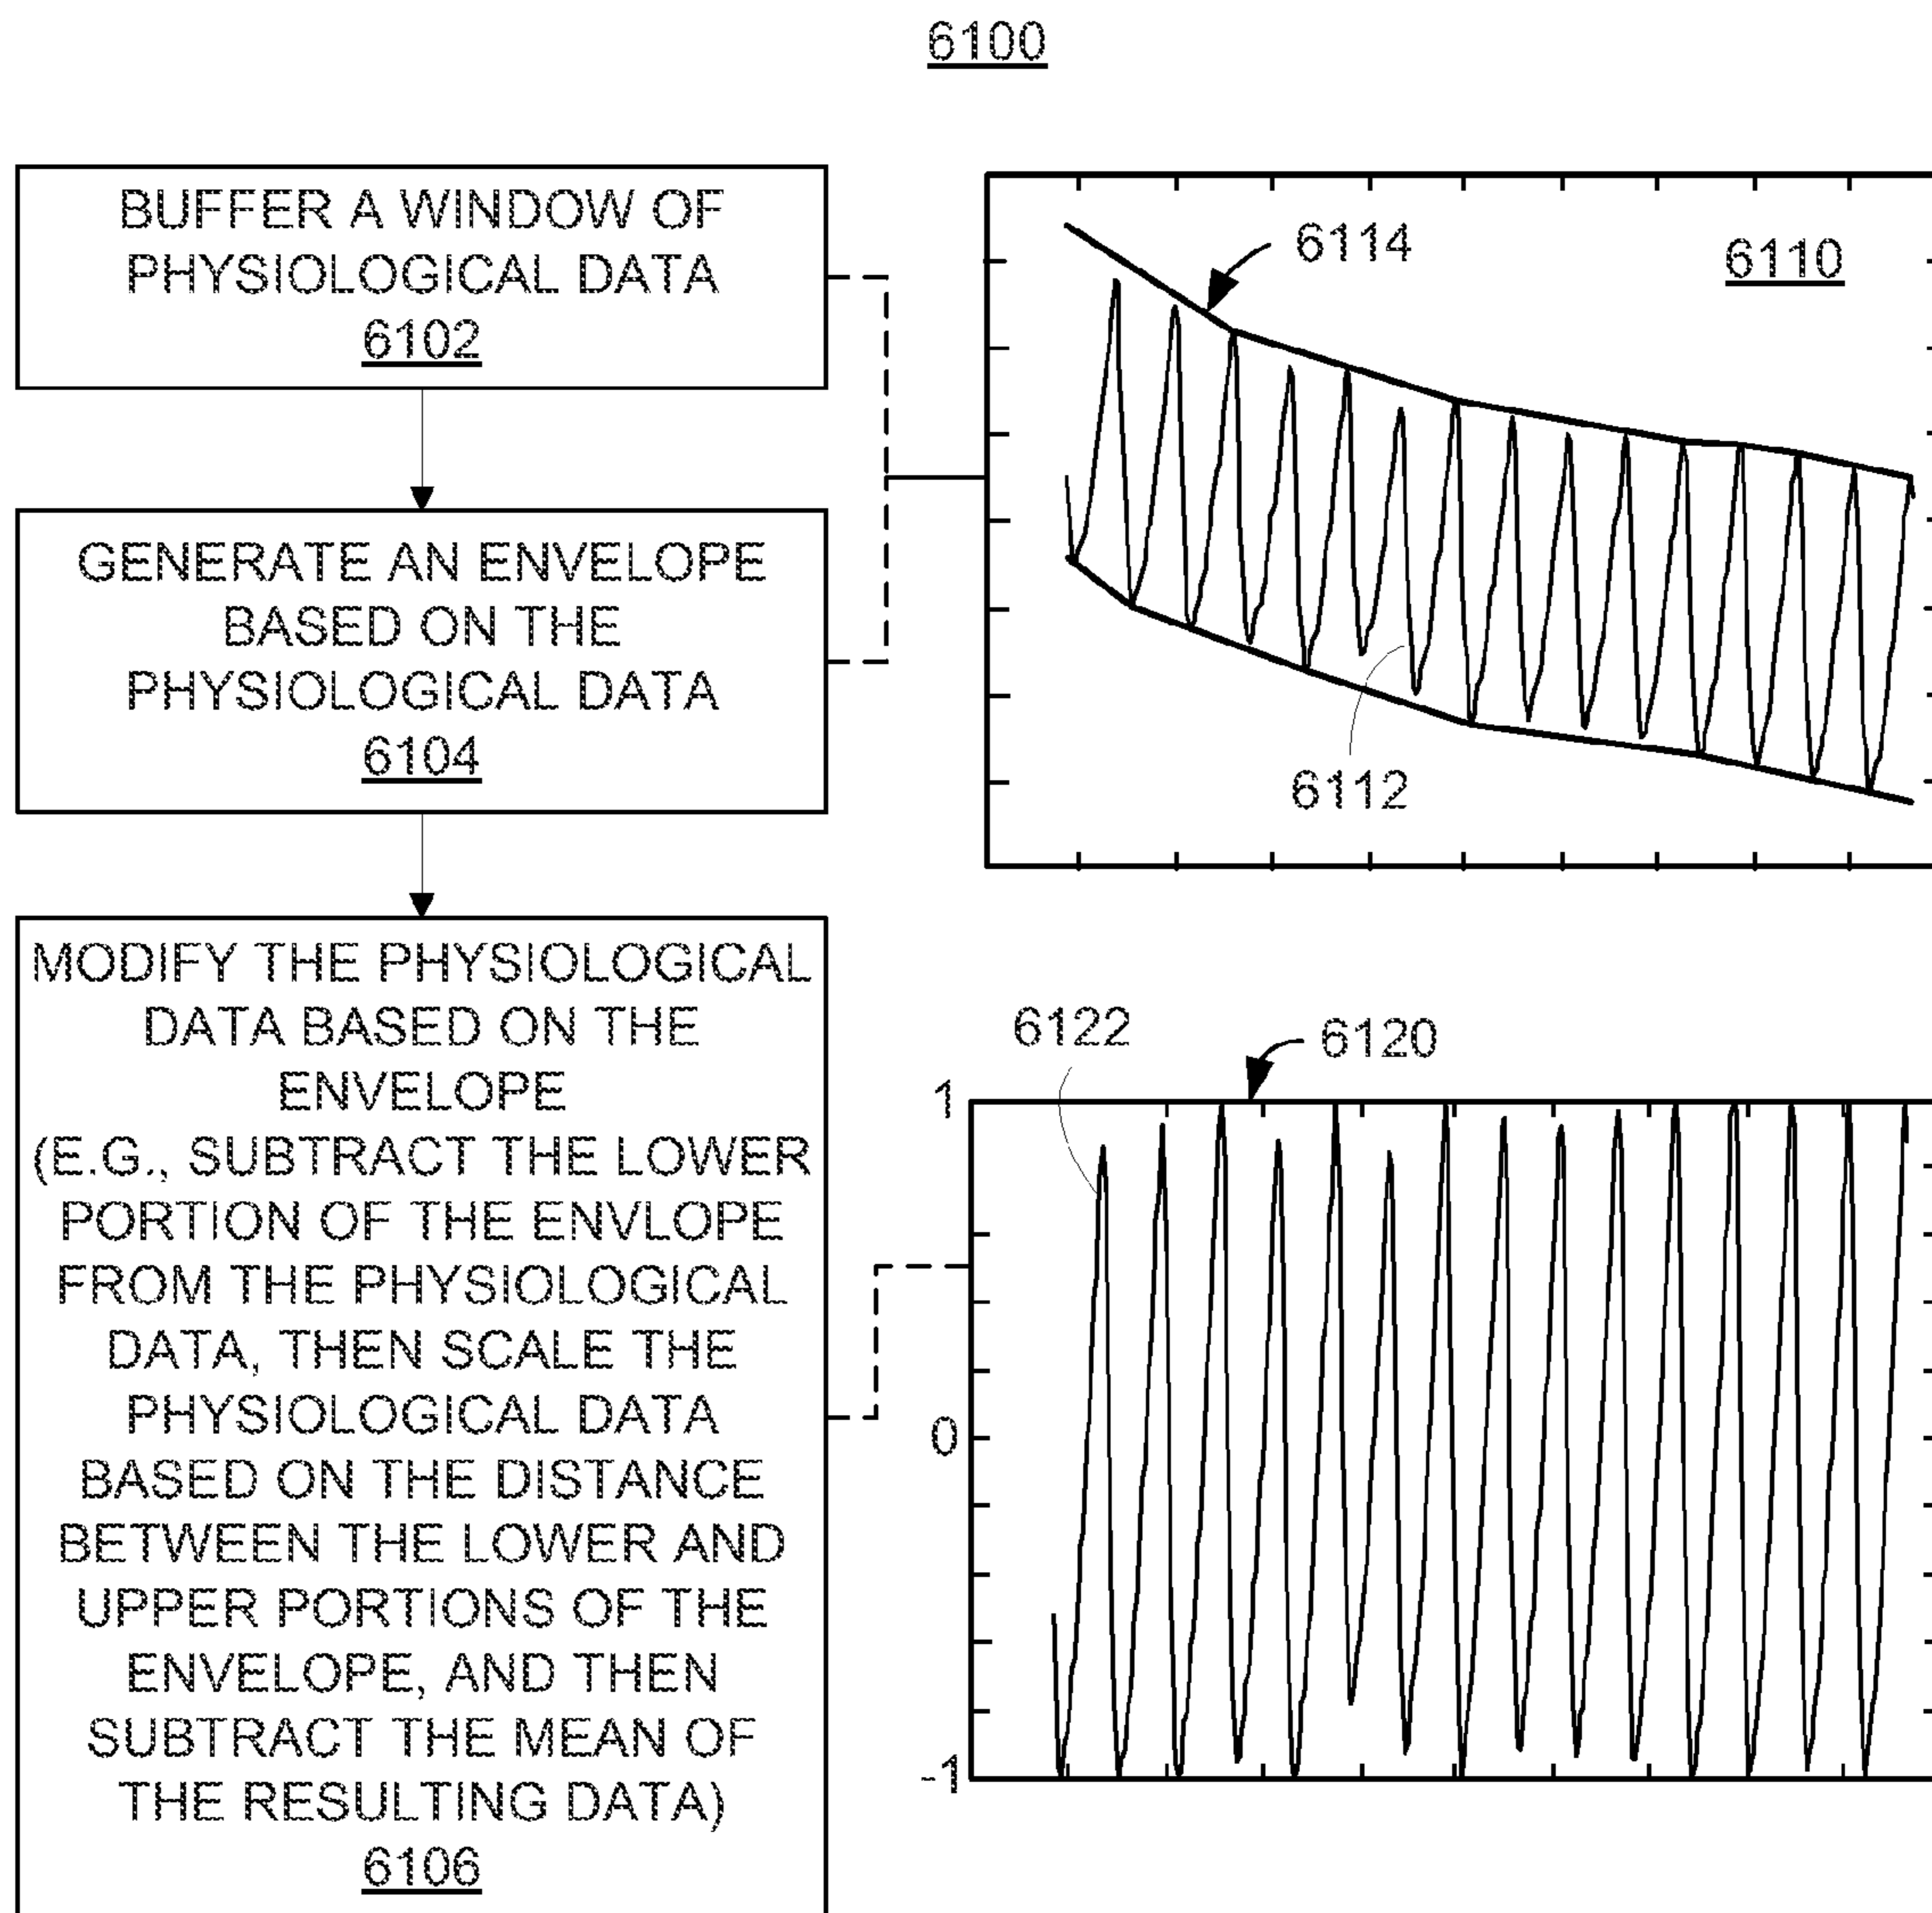 6100
BUFFER A WINDOW OF
PHYSIOLOGICAL DATA
6102
GENERATE AN ENVELOPE
BASED ON THE
PHYSIOLOGICAL DATA
6104
MODIFY THE PHYSIOLOGICAL
DATA BASED ON THE
ENVELOPE
(E.G., SUBTRACT THE LOWER
PORTION OF THE ENVLOPE
FROM THE PHYSIOLOGICAL
DATA, THEN SCALE THE
PHYSIOLOGICAL DATA
BASED ON THE DISTANCE
BETWEEN THE LOWER AND
UPPER PORTIONS OF THE
ENVELOPE, AND THEN
SUBTRACT THE MEAN OF
THE RESULTING DATA)
6106
6114
6110
6112
6122
6120
1
0
-1